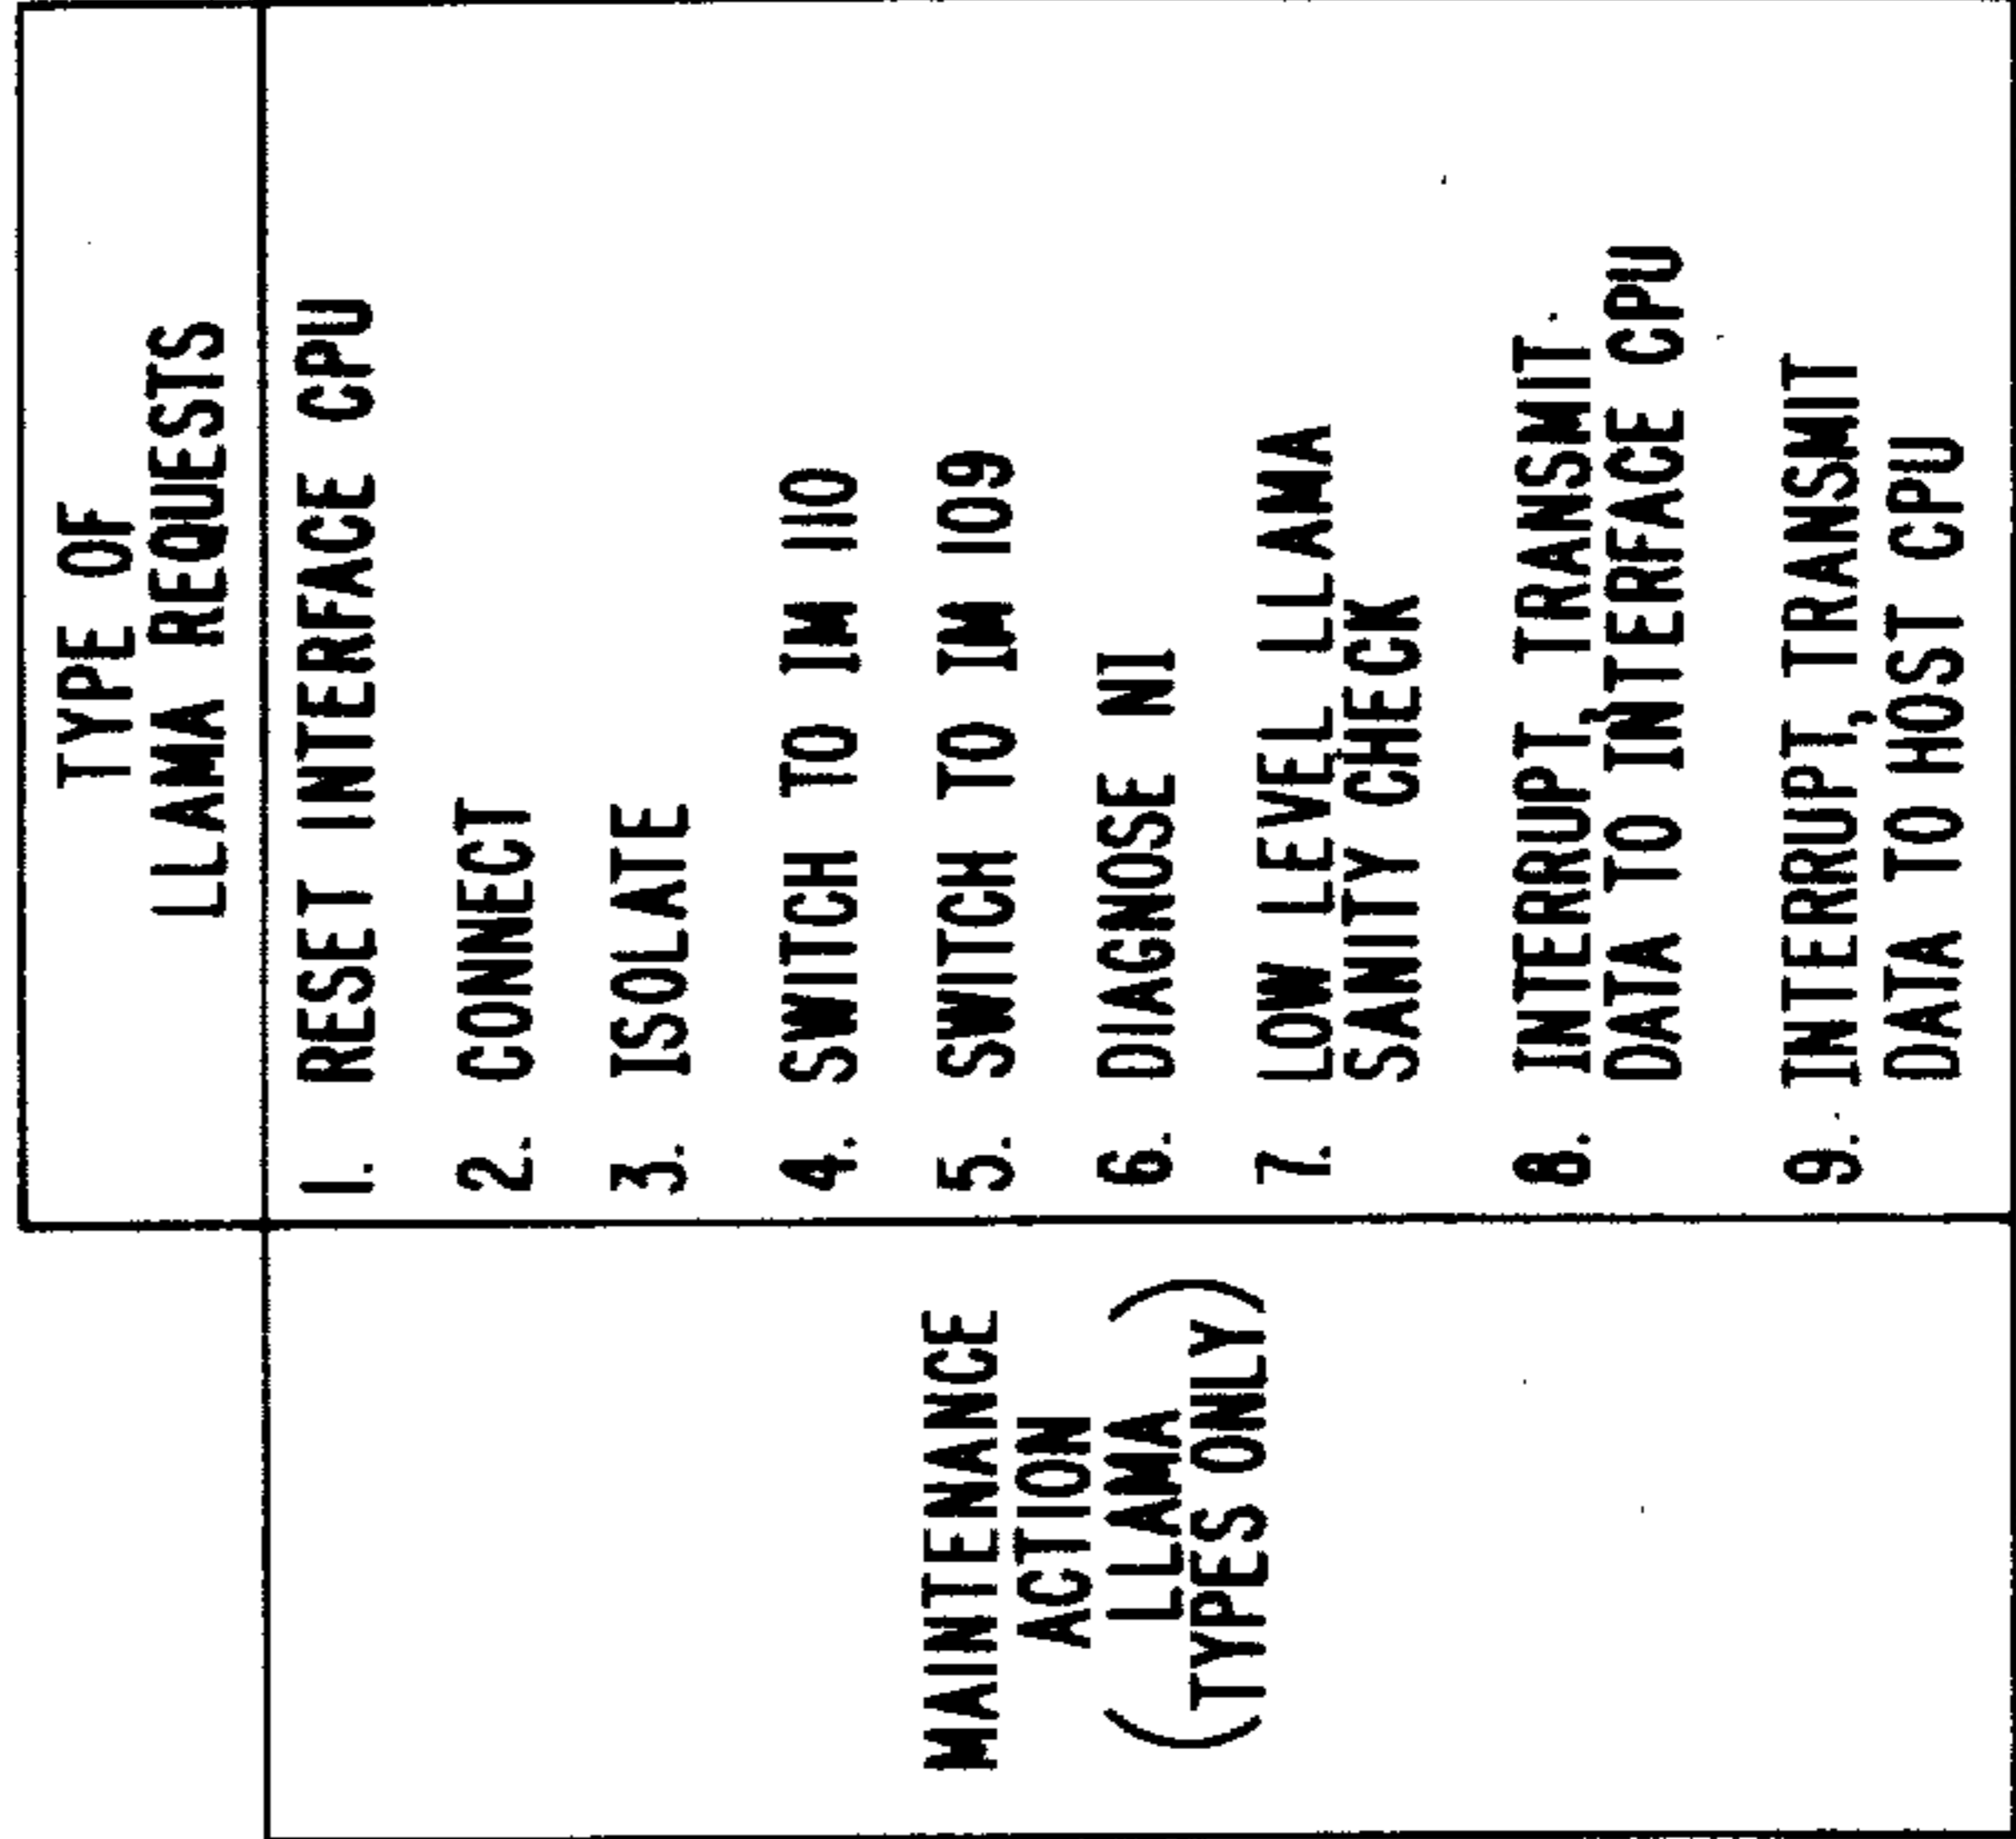 TYPE OF
LLAMA REQUESTS
MAINTENANCE
ACTION
(LLAMA
TYPES ONLY)
1. RESET INTERFACE CPU
2. CONNECT
3. ISOLATE
4. SWITCH TO IM 110
5. SWITCH TO IM 109
6. DIAGNOSE NI
7. LOW LEVEL LLAMA
SANITY CHECK
8. INTERRUPT, TRANSMIT
DATA TO INTERFACE CPU
9. INTERRUPT, TRANSMIT
DATA TO HOST CPU